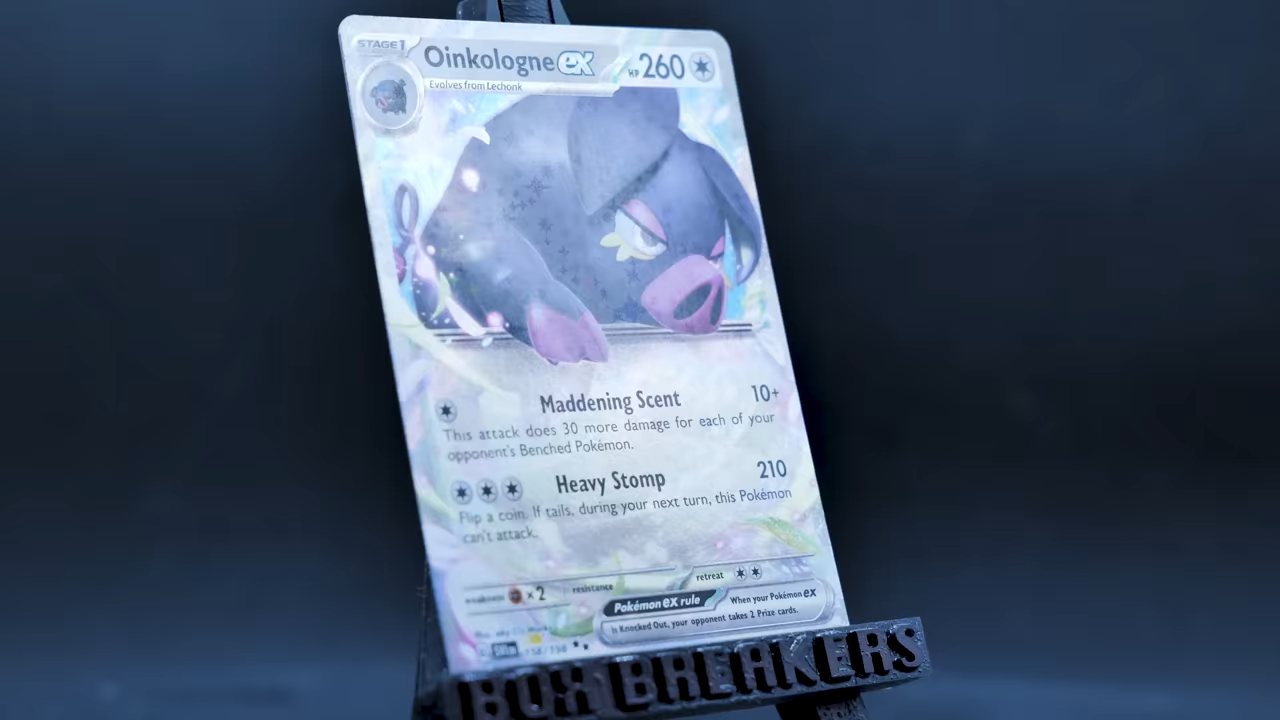 STAGE 1
Oinkologne ex
HP 260
Evolves from Lechonk
Maddening Scent 10+
This attack does 30 more damage for each of your
opponent's Benched Pokémon.
Heavy Stomp 210
Flip a coin. If tails, during your next turn, this Pokémon
can't attack.
weakness ×2 resistance retreat
Pokémon ex rule When your Pokémon ex
is Knocked Out, your opponent takes 2 Prize cards.
158/198
BOX BREAKERS